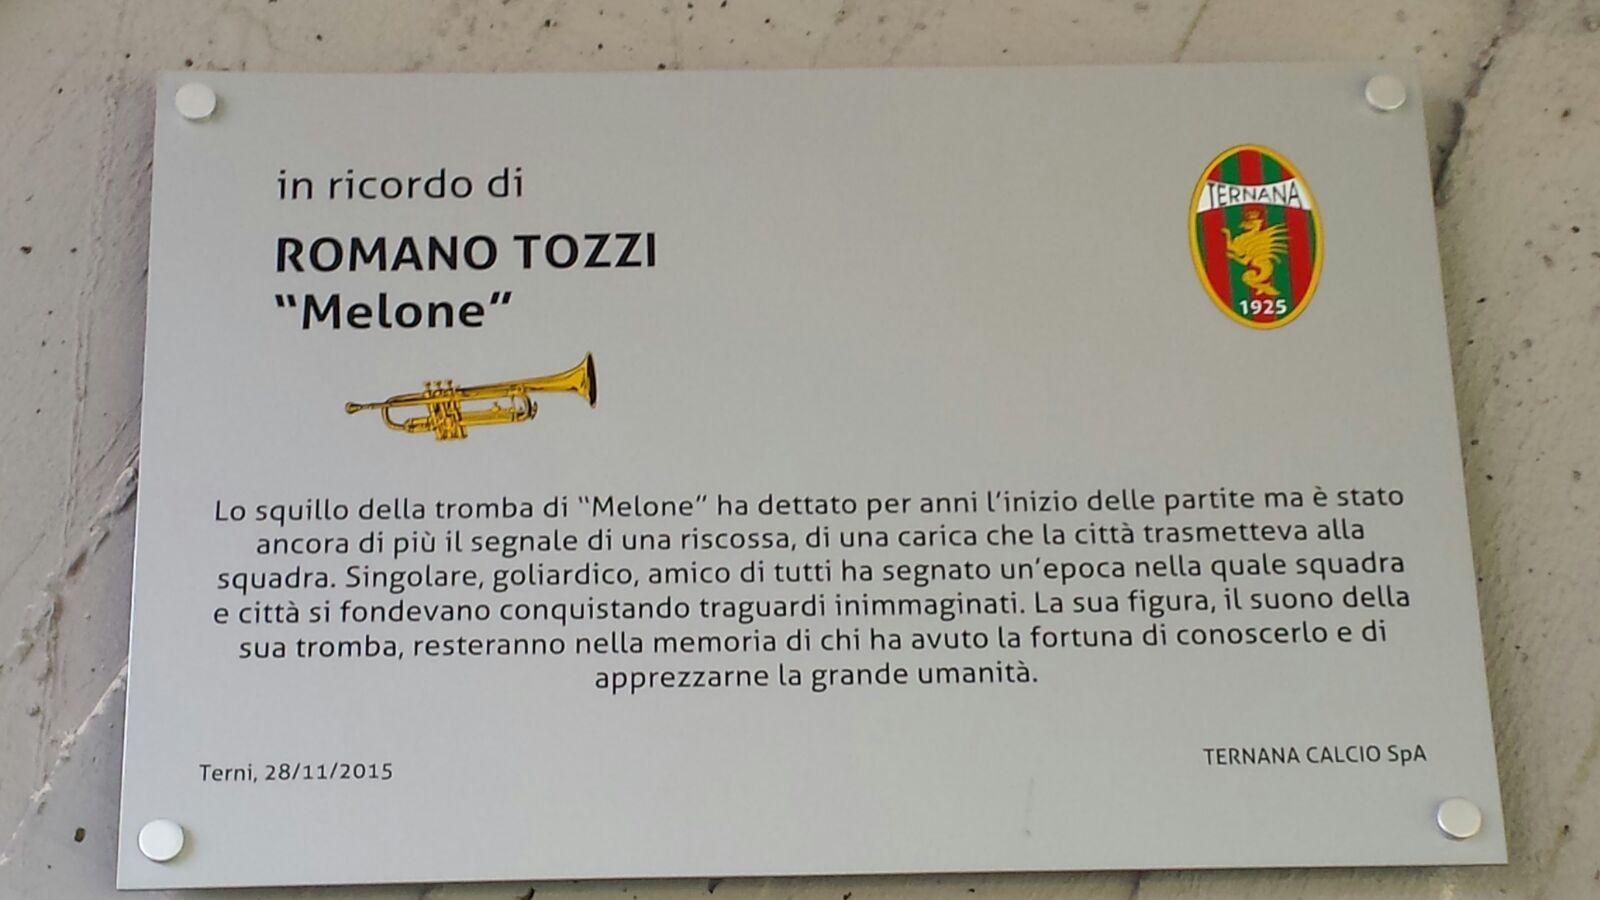 in ricordo di
ROMANO TOZZI
"Melone"
TERNANA
1925
Lo squillo della tromba di "Melone" ha dettato per anni l'inizio delle partite ma è stato
ancora di più il segnale di una riscossa, di una carica che la città trasmetteva alla
squadra. Singolare, goliardico, amico di tutti ha segnato un'epoca nella quale squadra
e città si fondevano conquistando traguardi inimmaginati. La sua figura, il suono della
sua tromba, resteranno nella memoria di chi ha avuto la fortuna di conoscerlo e di
apprezzarne la grande umanità.
Terni, 28/11/2015
TERNANA CALCIO SpA